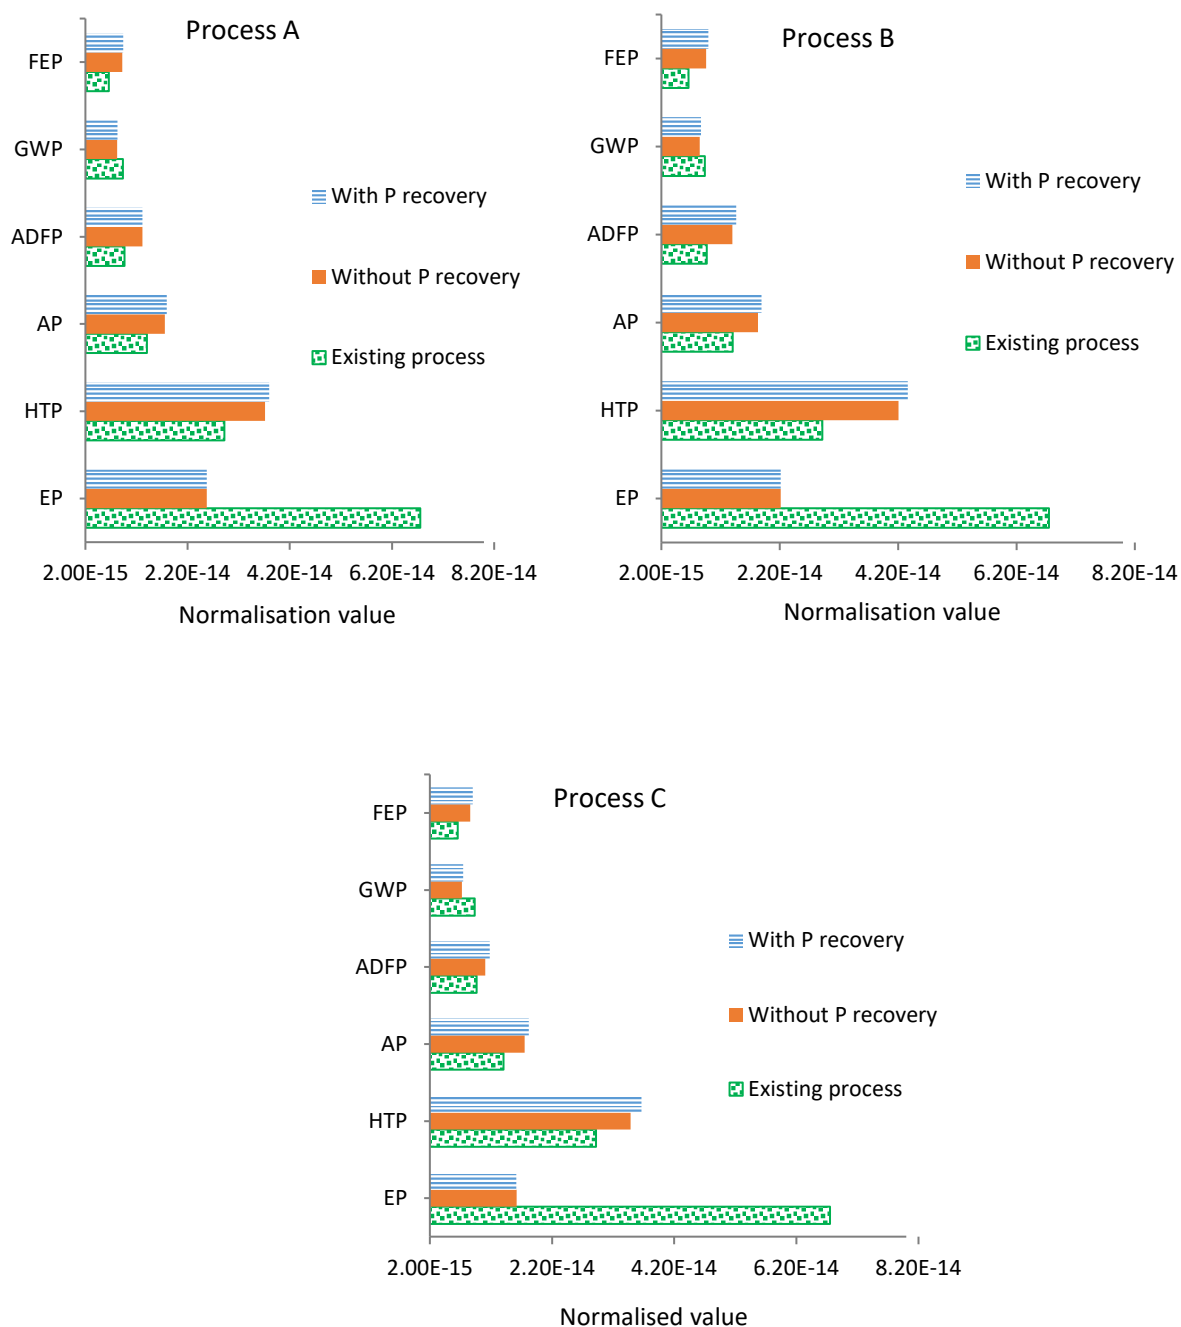 Process A
FEP
GWP
ADFP
AP
HTP
EP
With P recovery
Without P recovery
Existing process
2.00E-15 2.20E-14 4.20E-14 6.20E-14 8.20E-14
Normalisation value
Process B
FEP
GWP
ADFP
AP
HTP
EP
With P recovery
Without P recovery
Existing process
2.00E-15 2.20E-14 4.20E-14 6.20E-14 8.20E-14
Normalisation value
Process C
FEP
GWP
ADFP
AP
HTP
EP
With P recovery
Without P recovery
Existing process
2.00E-15 2.20E-14 4.20E-14 6.20E-14 8.20E-14
Normalised value